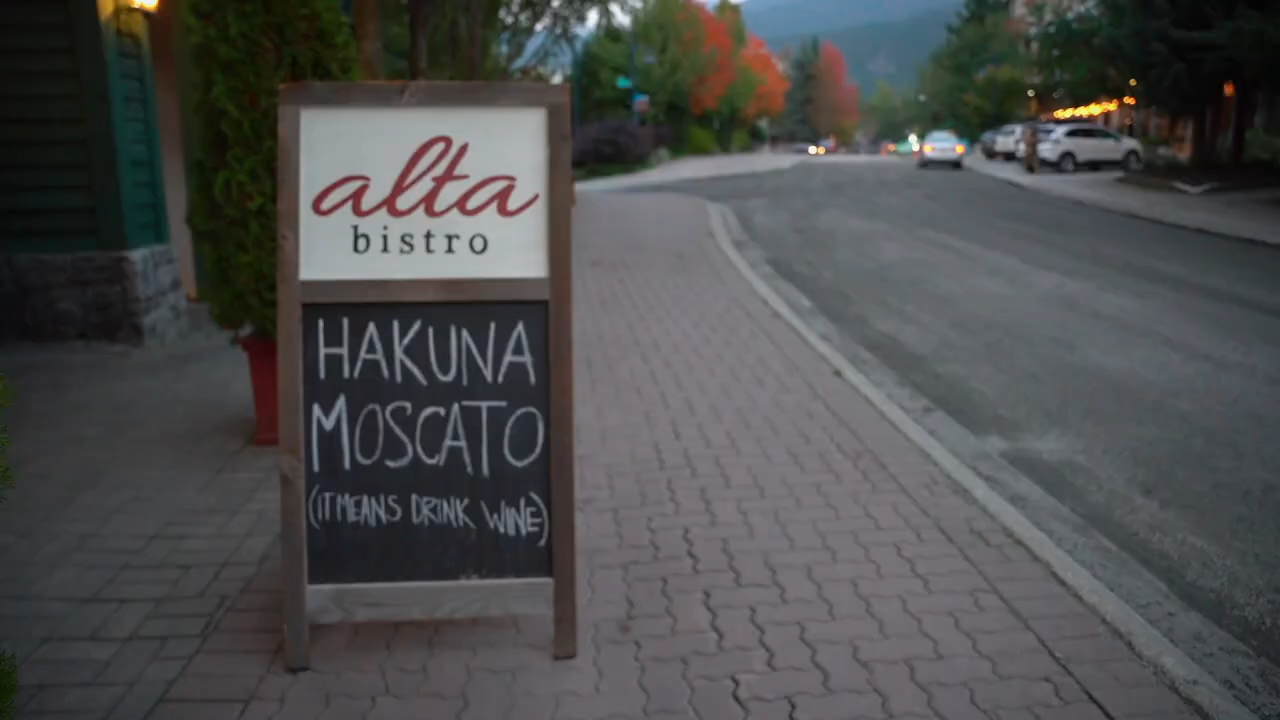 alta
bistro
HAKUNA
MOSCATO
(IT MEANS DRINK WINE)